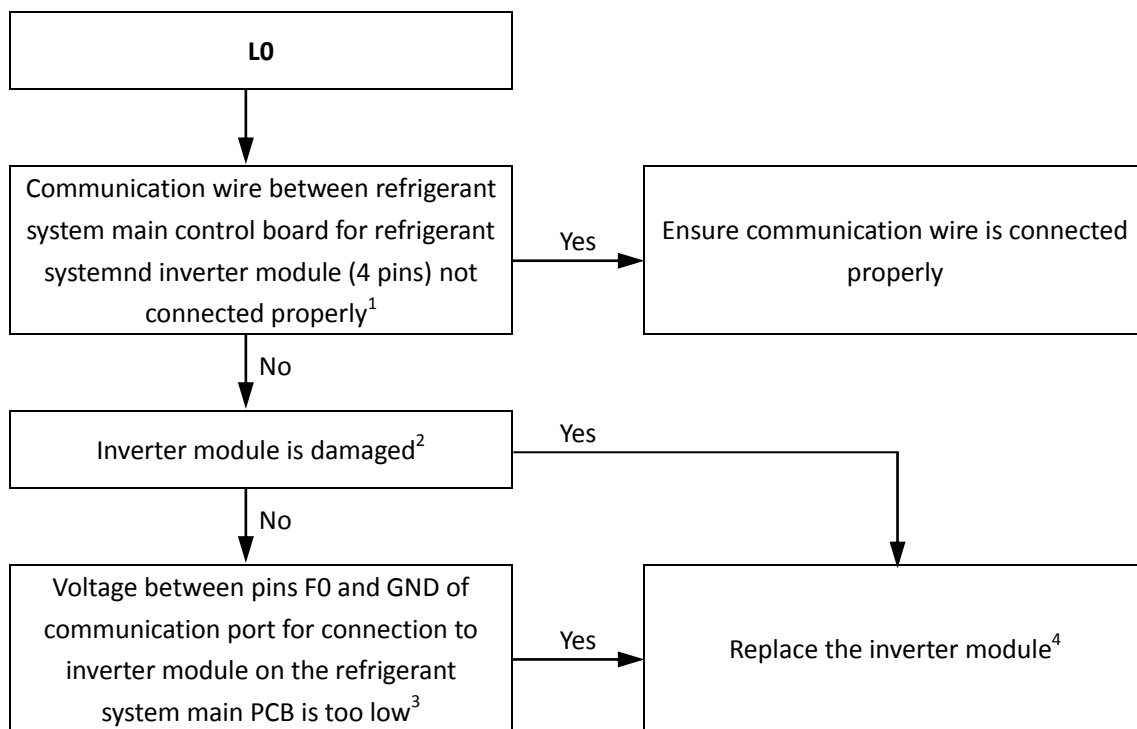 L0
Communication wire between refrigerant
system main control board for refrigerant
systemnd inverter module (4 pins) not
connected properly1
Yes
Ensure communication wire is connected
properly
No
Inverter module is damaged2
Yes
No
Voltage between pins F0 and GND of
communication port for connection to
inverter module on the refrigerant
system main PCB is too low3
Yes
Replace the inverter module4